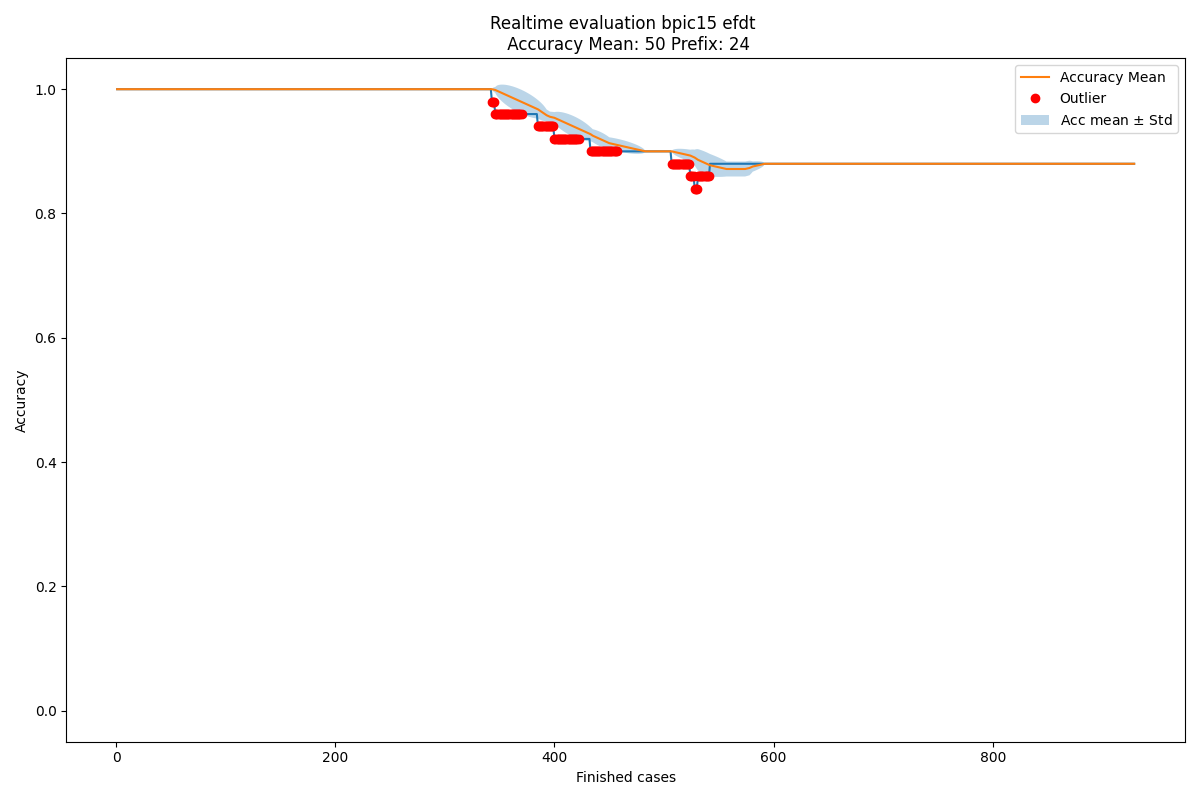 Realtime evaluation bpic15 efdt
Accuracy Mean: 50 Prefix: 24
Accuracy Mean
Outlier
Acc mean ± Std
1.0
0.8
0.6
0.4
0.2
0.0
Accuracy
0 200 400 600 800
Finished cases